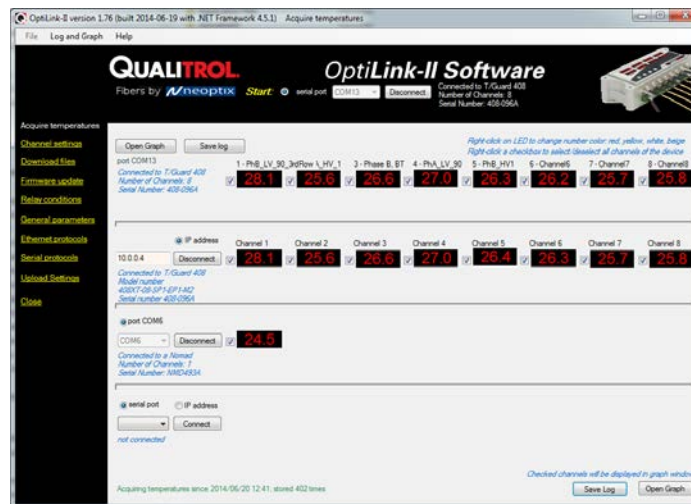 OptiLink-II version 1.76 (built 2014-06-19 with .NET Framework 4.5.1) Acquire temperatures
File Log and Graph Help
QUALITROL
Fibers by neoptix Start: serial port COM13 Disconnect
OptiLink-II Software
Connected to T/Guard 408
Number of Channels: 8
Serial Number: 408-096A
Acquire temperatures
Channel settings
Download files
Firmware update
Relay conditions
General parameters
Ethernet protocols
Serial protocols
Upload Settings
Close
Open Graph Save log
Right-click on LED to change number color: red, yellow, white, beige
Right-click a checkbox to select/deselect all channels of the device
port COM13
Connected to T/Guard 408
Number of Channels: 8
Serial Number: 408-096A
1 - PhB_LV_90 3 - Phase B, BT 4 - PhA_LV_90 5 - PhB_HV1 6 - Channel6 7 - Channel7 8 - Channel8
28.1 25.6 26.6 27.0 26.3 26.2 25.7 25.8
IP address
Channel 1 Channel 2 Channel 3 Channel 4 Channel 5 Channel 6 Channel 7 Channel 8
10.0.0.4 Disconnect 28.1 25.6 26.6 27.0 26.4 26.3 25.7 25.8
Connected to T/Guard 408
Model number
408XT-08-SP1-EP1-M2
Serial number 408-096A
port COM6
COM6 Disconnect 24.5
Connected to a Nomad
Number of Channels: 1
Serial Number: NMD493A
serial port IP address
Connect
not connected
Checked channels will be displayed in graph window
Acquiring temperatures since 2014/06/20 12:41; stored 402 times
Save Log Open Graph